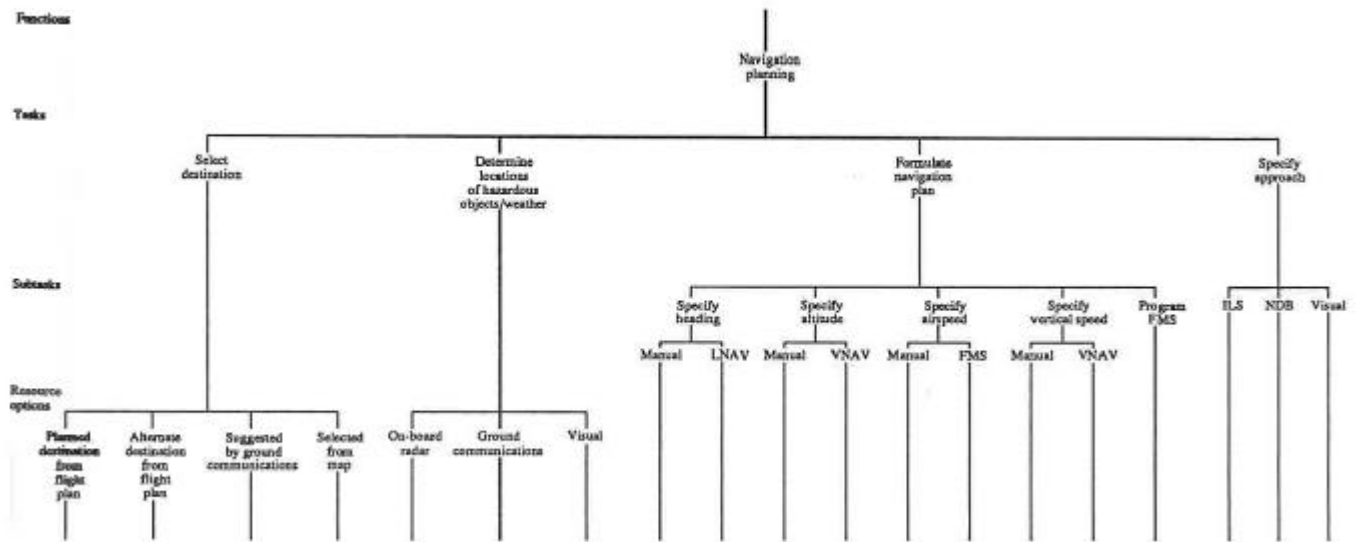 Functions
Navigation
planning
Tasks
Select
destination
Determine
locations
of hazardous
objects/weather
Formulate
navigation
plan
Specify
approach
Subtasks
Specify
heading
Specify
altitude
Specify
airspeed
Specify
vertical speed
Program
FMS
ILS
NDB
Visual
Manual
LNAV
Manual
VNAV
Manual
FMS
Manual
VNAV
Resource
options
Planned
destination
from
flight
plan
Alternate
destination
from
flight
plan
Suggested
by ground
communications
Selected
from
map
On-board
radar
Ground
communications
Visual